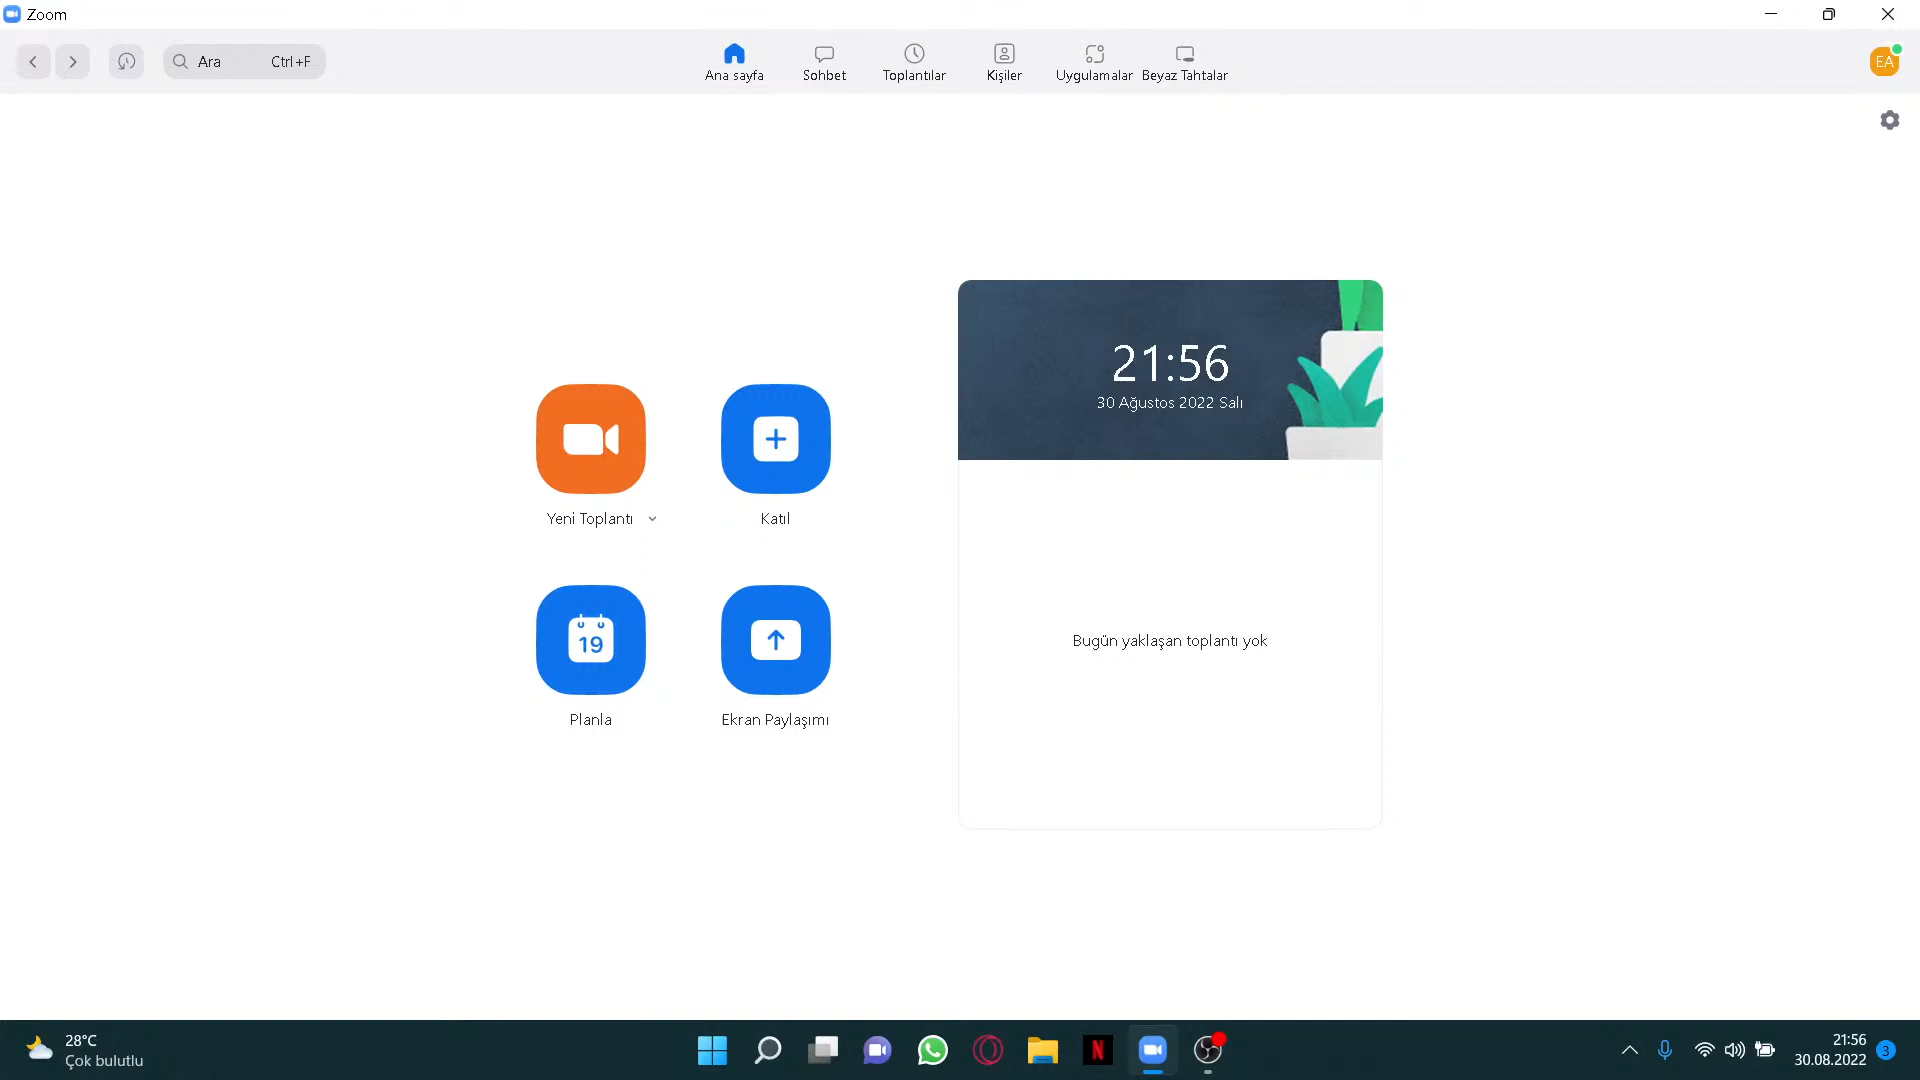 Zoom
Ara Ctrl+F
Ana sayfa
Sohbet
Toplantılar
Kişiler
Uygulamalar
Beyaz Tahtalar
EA
21:56
30 Ağustos 2022 Salı
Yeni Toplantı
Katıl
19
Planla
Ekran Paylaşımı
Bugün yaklaşan toplantı yok
28°C
Çok bulutlu
N
21:56
30.08.2022
3